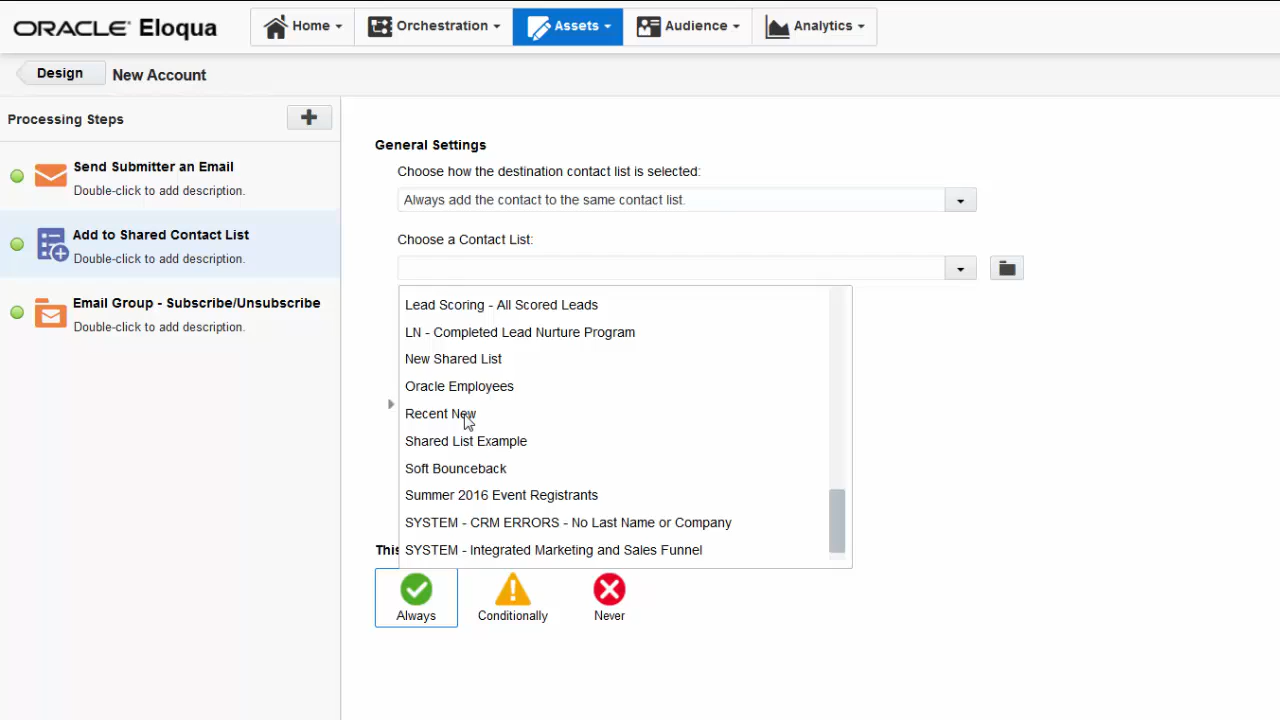 ORACLE® Eloqua
Home
Orchestration
Assets
Audience
Analytics
Design
New Account
Processing Steps
Send Submitter an Email
Double-click to add description.
Add to Shared Contact List
Double-click to add description.
Email Group - Subscribe/Unsubscribe
Double-click to add description.
General Settings
Choose how the destination contact list is selected:
Always add the contact to the same contact list.
Choose a Contact List:
Lead Scoring - All Scored Leads
LN - Completed Lead Nurture Program
New Shared List
Oracle Employees
Recent New
Shared List Example
Soft Bounceback
Summer 2016 Event Registrants
SYSTEM - CRM ERRORS - No Last Name or Company
This
SYSTEM - Integrated Marketing and Sales Funnel
Always
Conditionally
Never